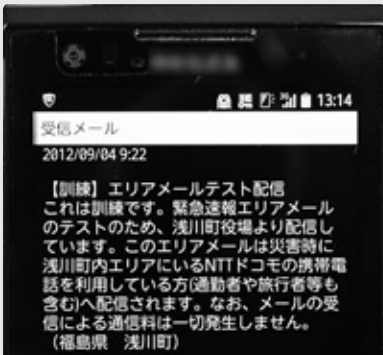 13:14
受信メール
2012/09/04 9:22
【訓練】エリアメールテスト配信
これは訓練です。緊急速報エリアメール
のテストのため、浅川町役場より配信し
ています。このエリアメールは災害時に
浅川町内エリアにいるNTTドコモの携帯電
話を利用している方(通勤者や旅行者等も
含む)へ配信されます。なお、メールの受
信による通信料は一切発生しません。
(福島県　浅川町)